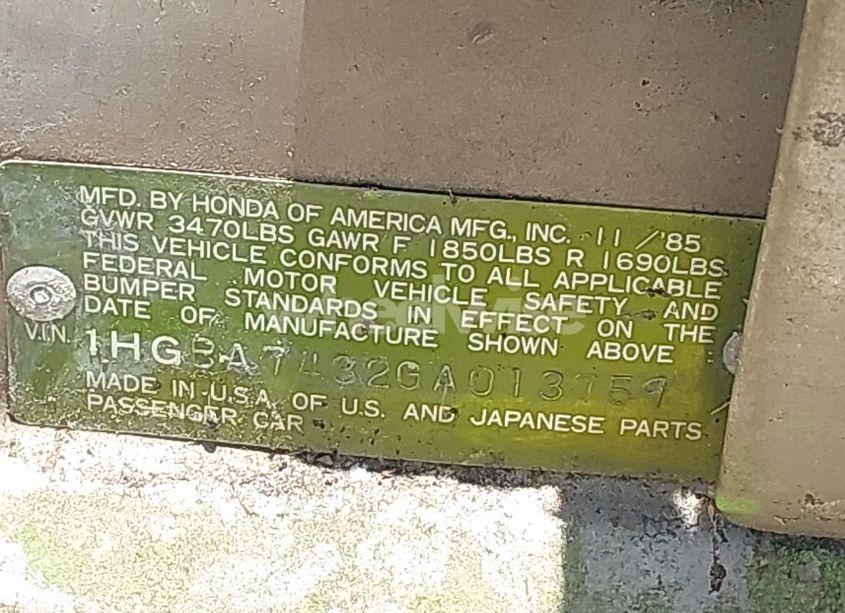 MFD. BY HONDA OF AMERICA MFG., INC. 11/'85
GVWR 3470LBS GAWR F 1850LBS R 1690LBS
THIS VEHICLE CONFORMS TO ALL APPLICABLE
FEDERAL MOTOR VEHICLE SAFETY AND
BUMPER STANDARDS IN EFFECT ON THE
DATE OF MANUFACTURE SHOWN ABOVE.
V.I.N. 1HGBA7432GA013759
MADE IN U.S.A. OF U.S. AND JAPANESE PARTS
PASSENGER CAR